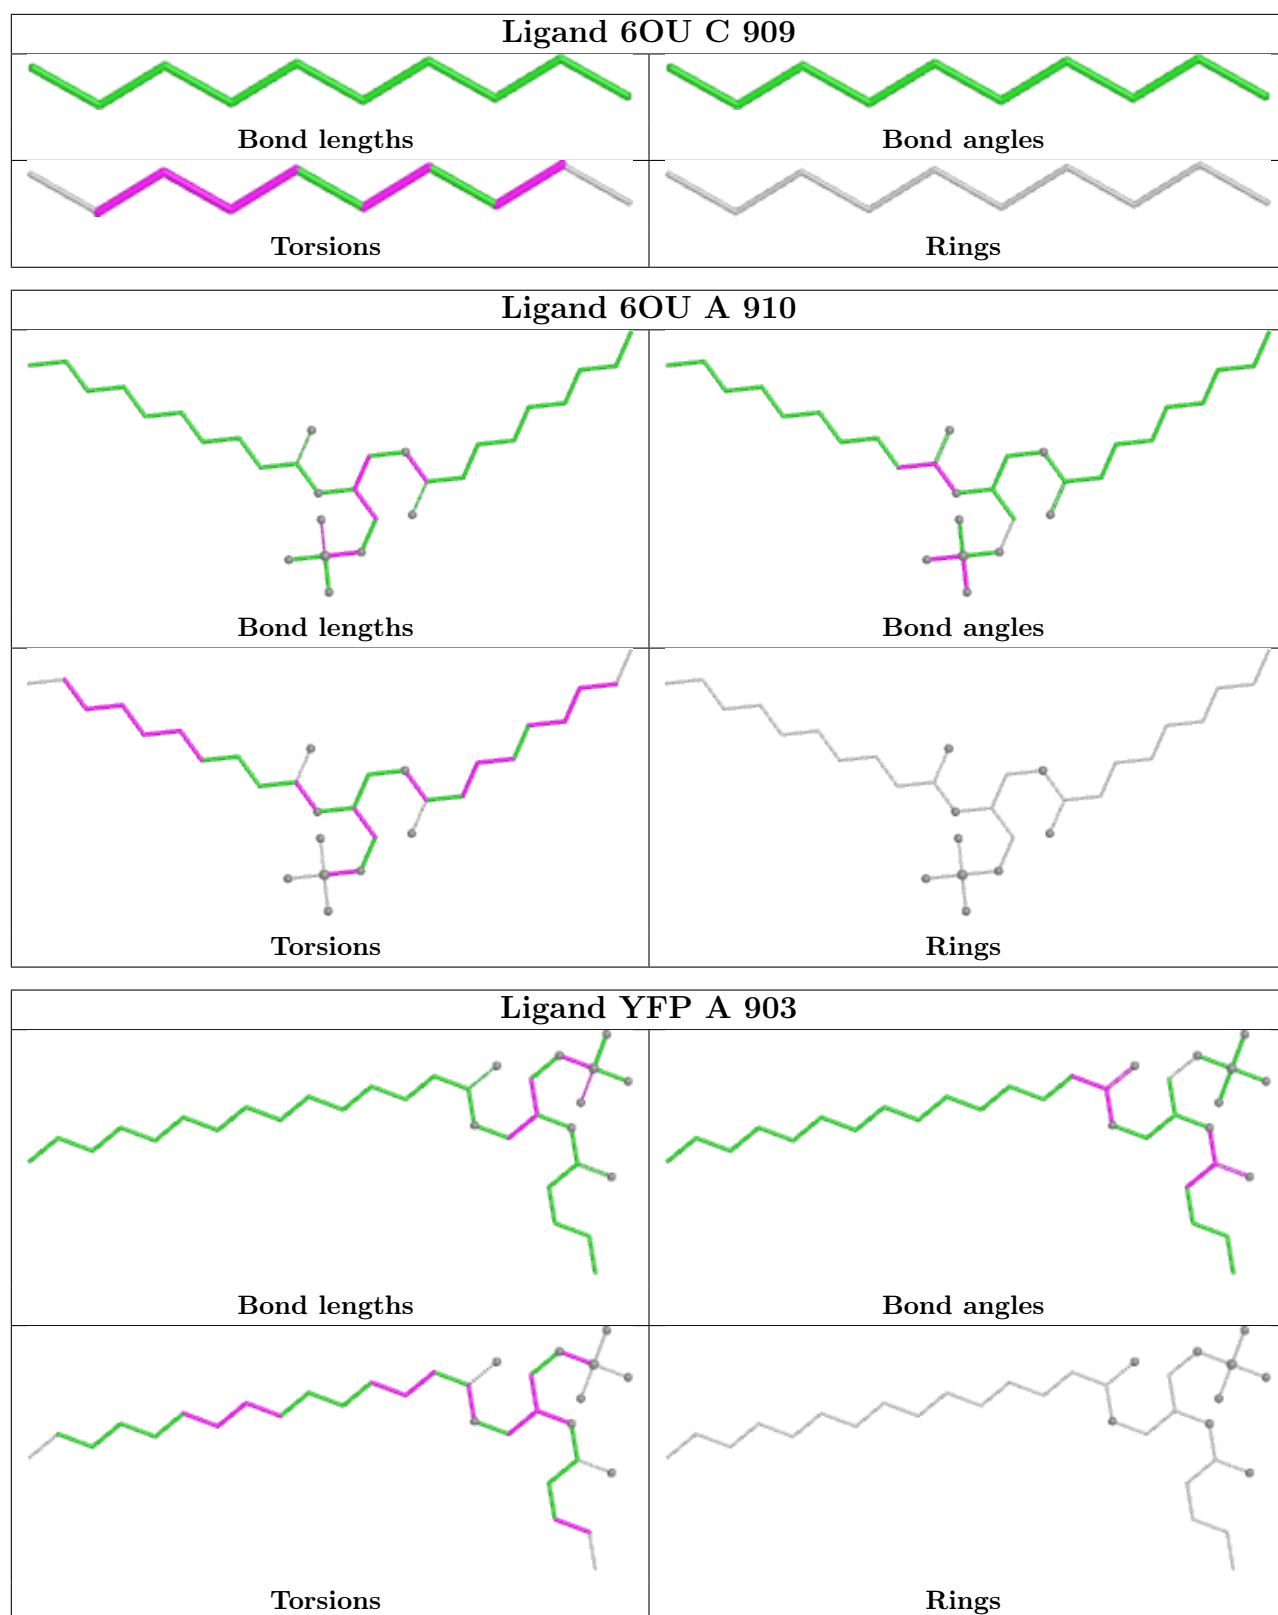 Ligand 6OU C 909
Bond lengths
Bond angles
Torsions
Rings
Ligand 6OU A 910
Bond lengths
Bond angles
Torsions
Rings
Ligand YFP A 903
Bond lengths
Bond angles
Torsions
Rings